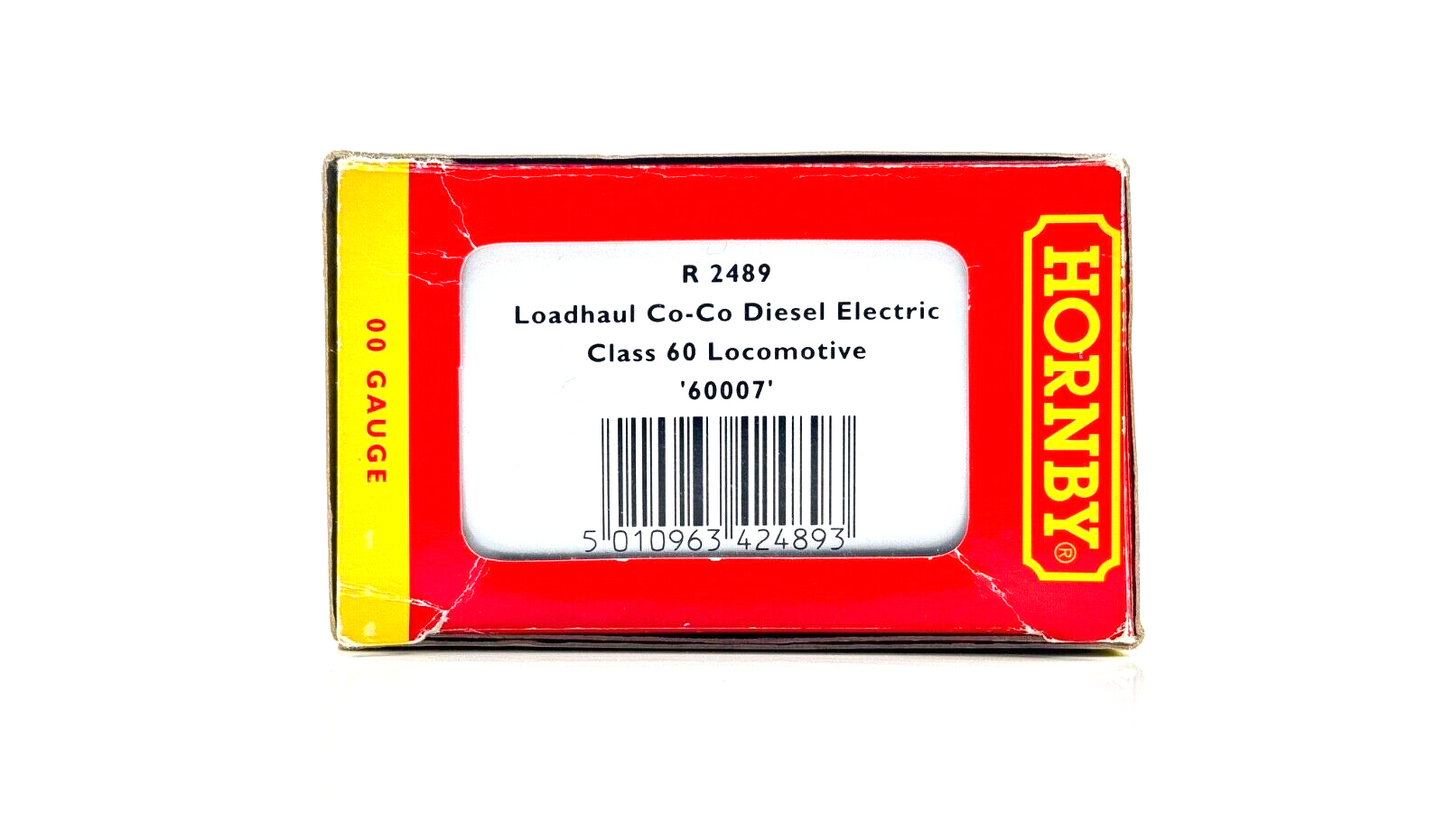 R 2489
Loadhaul Co-Co Diesel Electric
Class 60 Locomotive
'60007'
5 010963 424893
00 GAUGE
HORNBY®